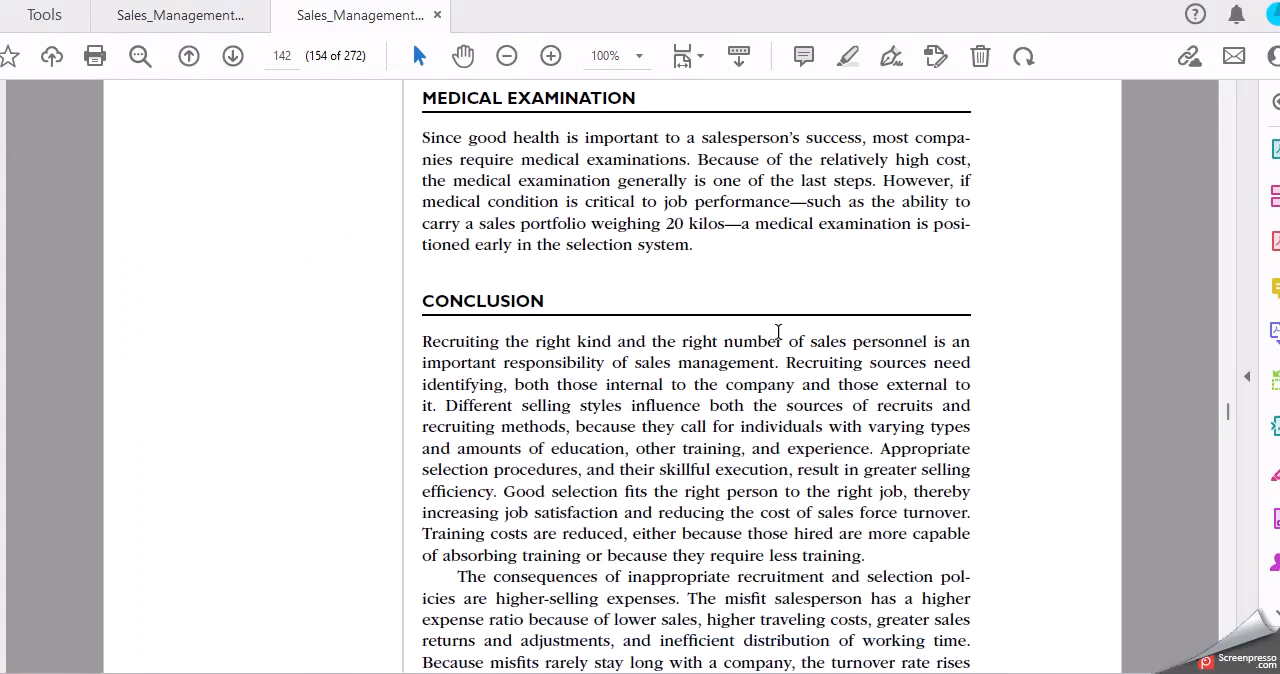 Tools
Sales_Management...
Sales_Management...
142 (154 of 272)
100%
MEDICAL EXAMINATION
Since good health is important to a salesperson's success, most compa-
nies require medical examinations. Because of the relatively high cost,
the medical examination generally is one of the last steps. However, if
medical condition is critical to job performance—such as the ability to
carry a sales portfolio weighing 20 kilos—a medical examination is posi-
tioned early in the selection system.
CONCLUSION
Recruiting the right kind and the right number of sales personnel is an
important responsibility of sales management. Recruiting sources need
identifying, both those internal to the company and those external to
it. Different selling styles influence both the sources of recruits and
recruiting methods, because they call for individuals with varying types
and amounts of education, other training, and experience. Appropriate
selection procedures, and their skillful execution, result in greater selling
efficiency. Good selection fits the right person to the right job, thereby
increasing job satisfaction and reducing the cost of sales force turnover.
Training costs are reduced, either because those hired are more capable
of absorbing training or because they require less training.
The consequences of inappropriate recruitment and selection pol-
icies are higher-selling expenses. The misfit salesperson has a higher
expense ratio because of lower sales, higher traveling costs, greater sales
returns and adjustments, and inefficient distribution of working time.
Because misfits rarely stay long with a company, the turnover rate rises
Screenpresso
.com